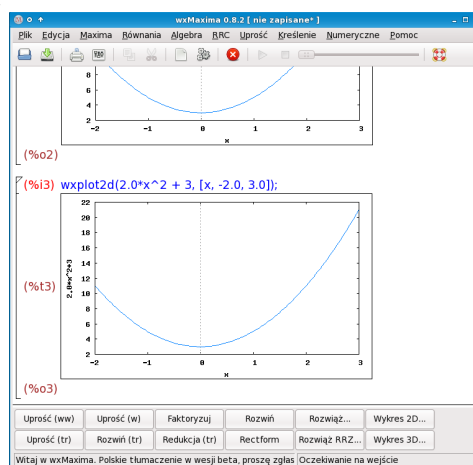 wxMaxima 0.8.2 [ nie zapisane* ]
Plik Edycja Maxima Równania Algebra RRC Uprość Kreślenie Numeryczne Pomoc
8
6
4
2
-2 -1 0 1 2 3
x
(%o2)
(%i3) wxplot2d(2.0*x^2 + 3, [x, -2.0, 3.0]);
22
20
18
16
14
12
10
8
6
4
2
2.0*x^2+3
(%t3)
-2 -1 0 1 2 3
x
(%o3)
Uprość (ww) Uprość (w) Faktoryzuj Rozwiń Rozwiąż... Wykres 2D...
Uprość (tr) Rozwiń (tr) Redukcja (tr) Rectform Rozwiąż RRZ... Wykres 3D...
Witaj w wxMaxima. Polskie tłumaczenie w wesji beta, proszę zgłas Oczekiwanie na wejście